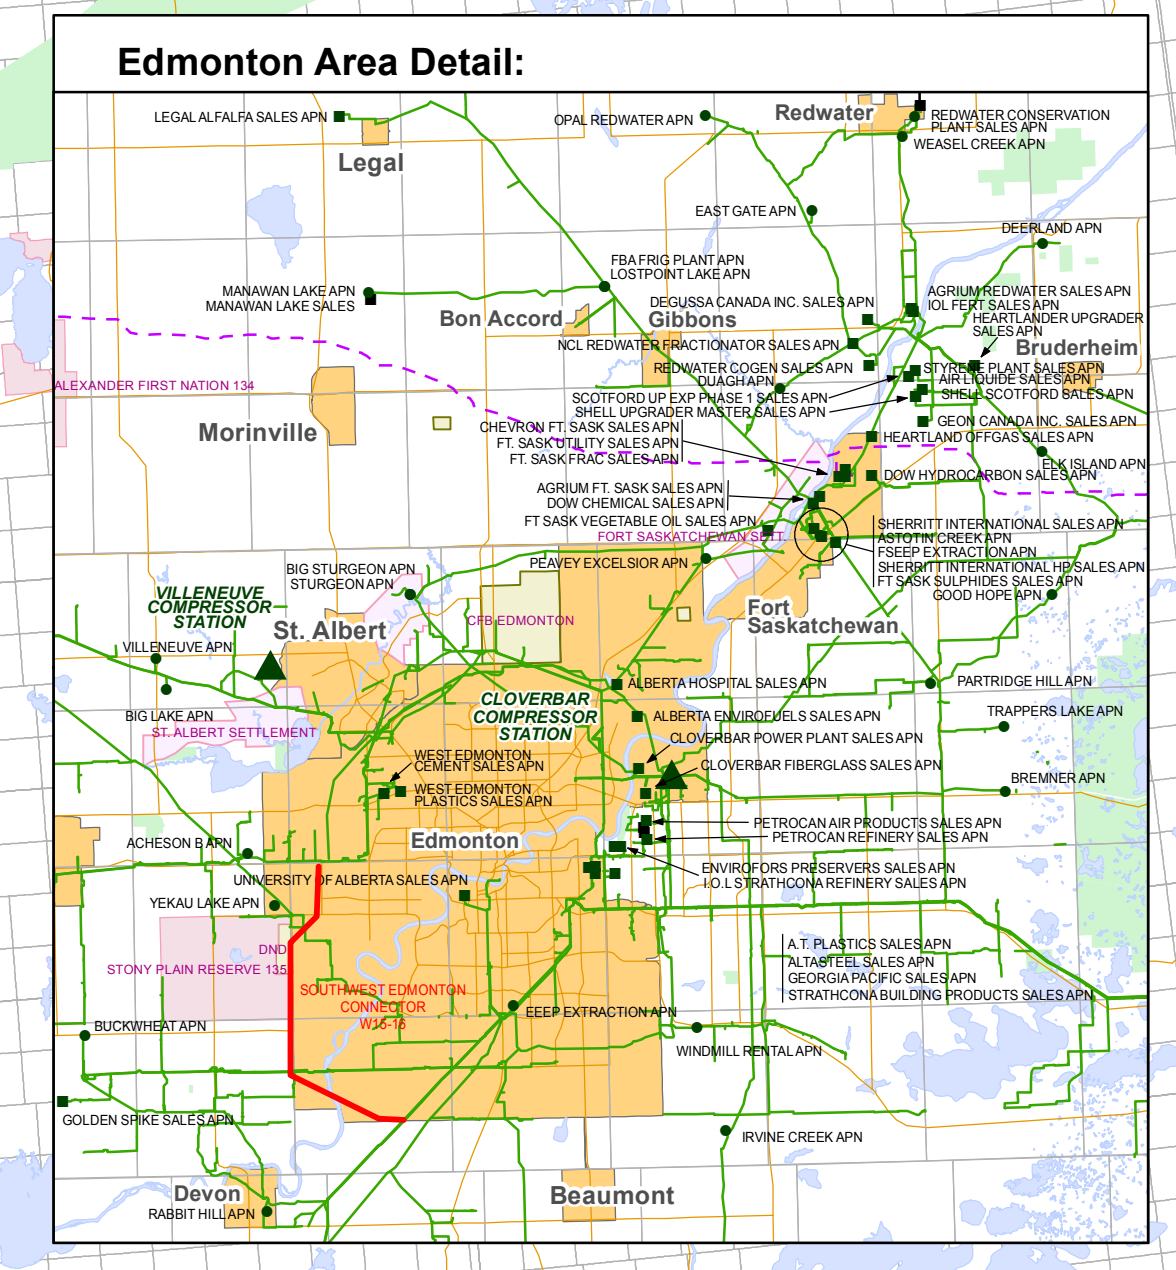 Edmonton Area Detail:
LEGAL ALFALFA SALES APN
Legal
OPAL REDWATER APN
Redwater
REDWATER CONSERVATION
PLANT SALES APN
WEASEL CREEK APN
EAST GATE APN
DEERLAND APN
FBA FRIG PLANT APN
LOSTPOINT LAKE APN
MANAWAN LAKE APN
MANAWAN LAKE SALES
DEGUSSA CANADA INC. SALES APN
AGRIUM REDWATER SALES APN
IOL FERT SALES APN
HEARTLANDER UPGRADER
SALES APN
Bon Accord
Gibbons
NCL REDWATER FRACTIONATOR SALES APN
Bruderheim
REDWATER COGEN SALES APN
STYRENE PLANT SALES APN
DUAGH APN
AIR LIQUIDE SALES APN
ALEXANDER FIRST NATION 134
SCOTFORD UP EXP PHASE 1 SALES APN
SHELL SCOTFORD SALES APN
SHELL UPGRADER MASTER SALES APN
GEON CANADA INC. SALES APN
Morinville
CHEVRON FT. SASK SALES APN
FT. SASK UTILITY SALES APN
FT. SASK FRAC SALES APN
HEARTLAND OFFGAS SALES APN
ELK ISLAND APN
DOW HYDROCARBON SALES APN
AGRIUM FT. SASK SALES APN
DOW CHEMICAL SALES APN
FT SASK VEGETABLE OIL SALES APN
FORT SASKATCHEWAN SETT.
SHERRITT INTERNATIONAL SALES APN
ASTOTIN CREEK APN
FSEEP EXTRACTION APN
SHERRITT INTERNATIONAL HP SALES APN
FT SASK SULPHIDES SALES APN
GOOD HOPE APN
PEAVEY EXCELSIOR APN
BIG STURGEON APN
STURGEON APN
VILLENEUVE
COMPRESSOR
STATION
Fort
Saskatchewan
CFB EDMONTON
St. Albert
VILLENEUVE APN
ALBERTA HOSPITAL SALES APN
PARTRIDGE HILL APN
CLOVERBAR
COMPRESSOR
STATION
BIG LAKE APN
ALBERTA ENVIROFUELS SALES APN
TRAPPERS LAKE APN
ST. ALBERT SETTLEMENT
CLOVERBAR POWER PLANT SALES APN
WEST EDMONTON
CEMENT SALES APN
CLOVERBAR FIBERGLASS SALES APN
BREMNER APN
WEST EDMONTON
PLASTICS SALES APN
PETROCAN AIR PRODUCTS SALES APN
PETROCAN REFINERY SALES APN
Edmonton
ACHESON B APN
ENVIROFORS PRESERVERS SALES APN
I.O.L STRATHCONA REFINERY SALES APN
UNIVERSITY OF ALBERTA SALES APN
YEKAU LAKE APN
DND
STONY PLAIN RESERVE 135
A.T. PLASTICS SALES APN
ALTASTEEL SALES APN
GEORGIA PACIFIC SALES APN
STRATHCONA BUILDING PRODUCTS SALES APN
SOUTHWEST EDMONTON
CONNECTOR
W15-16
EEEP EXTRACTION APN
BUCKWHEAT APN
WINDMILL RENTAL APN
GOLDEN SPIKE SALES APN
IRVINE CREEK APN
Devon
RABBIT HILL APN
Beaumont